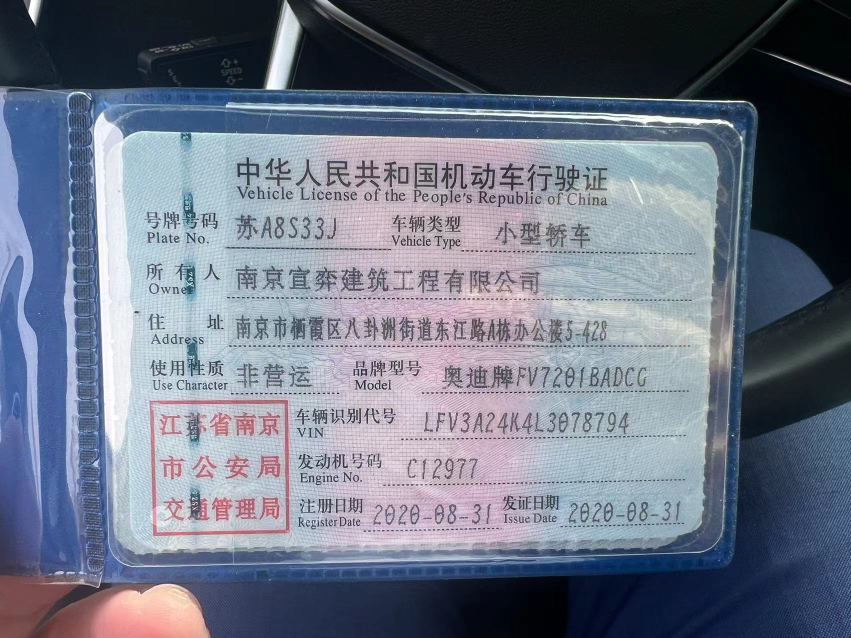 SPEED
中华人民共和国机动车行驶证
Vehicle License of the People's Republic of China
号牌号码 苏A8S33J 车辆类型 小型轿车
Plate No. Vehicle Type
所有人 南京宜弈建筑工程有限公司
Owner
住址 南京市栖霞区八卦洲街道东江路A栋办公楼5-428
Address
使用性质 非营运 品牌型号 奥迪牌FV7201BADCG
Use Character Model
江苏省南京
市公安局
交通管理局
车辆识别代号 LFV3A24K4L3078794
VIN
发动机号码 C12977
Engine No.
注册日期 2020-08-31 发证日期 2020-08-31
Register Date Issue Date